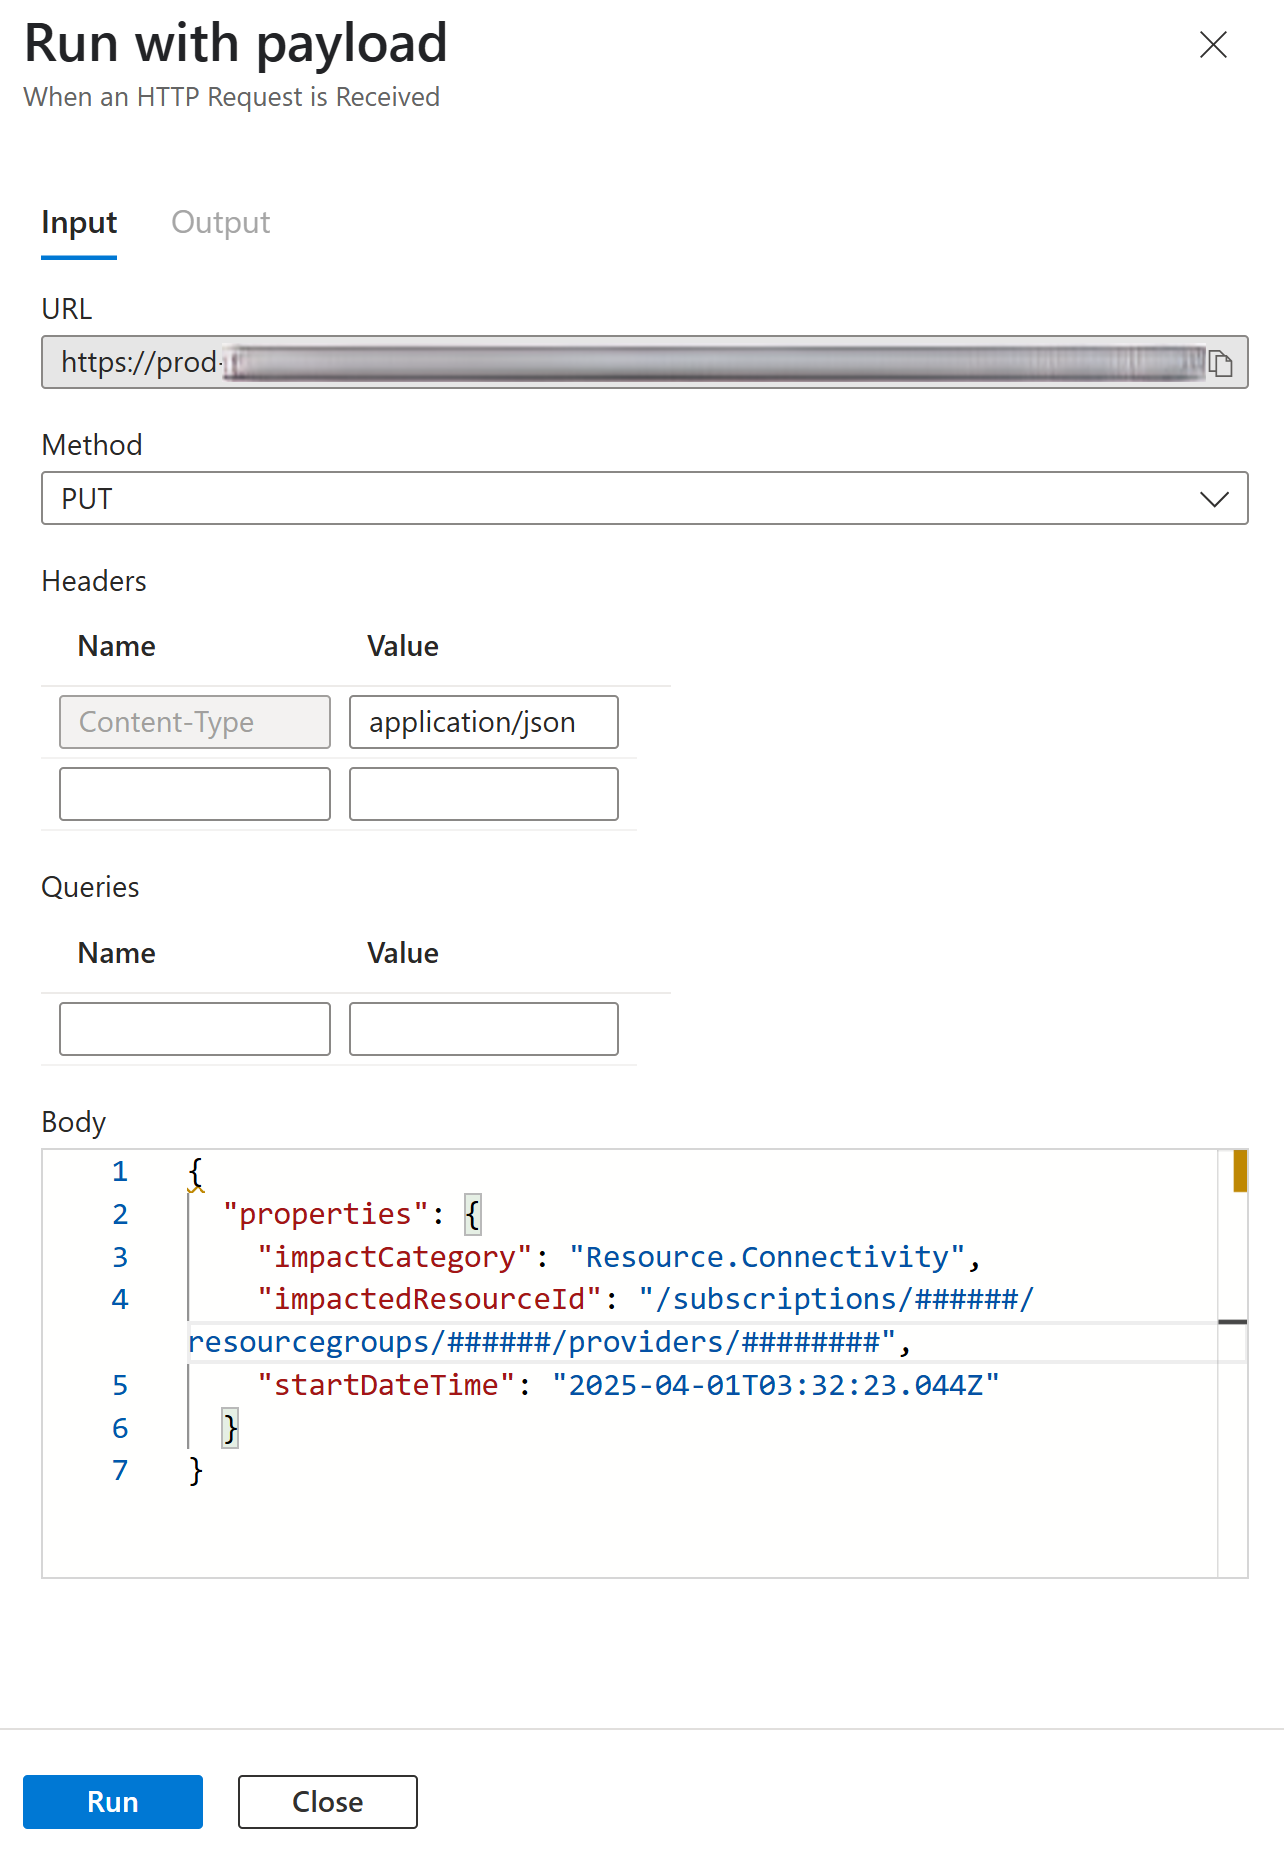 Run with payload
When an HTTP Request is Received
Input Output
URL
https://prod-
Method
PUT
Headers
Name Value
Content-Type application/json
Queries
Name Value
Body
1 {
2 "properties": {
3 "impactCategory": "Resource.Connectivity",
4 "impactedResourceId": "/subscriptions/######/
resourcegroups/######/providers/########",
5 "startDateTime": "2025-04-01T03:32:23.044Z"
6 }
7 }
Run Close